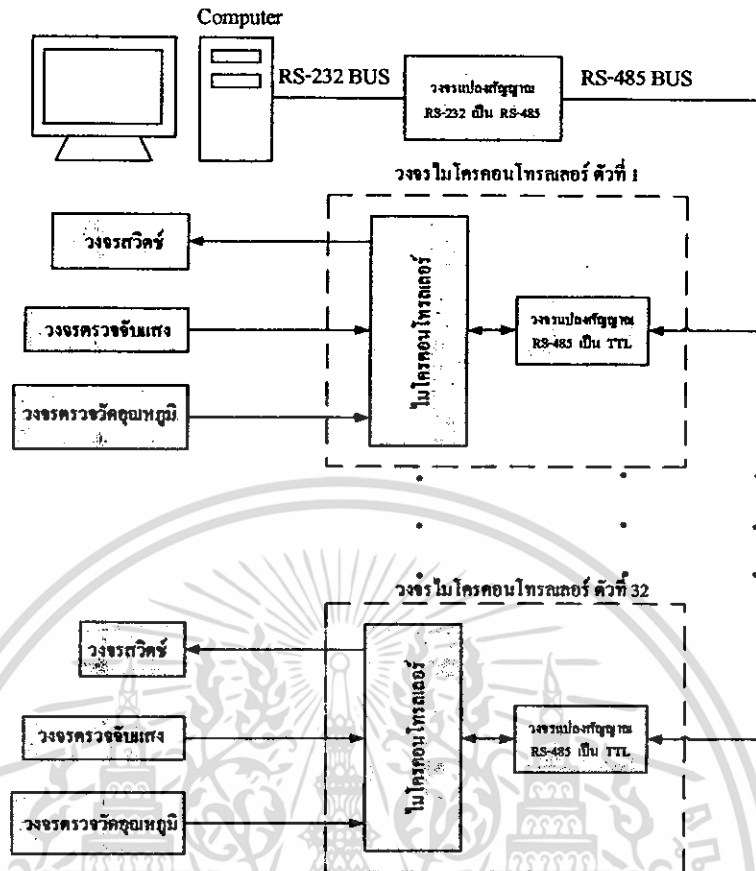 Computer
RS-232 BUS
วงจรแปลงสัญญาณ
RS-232 เป็น RS-485
RS-485 BUS
วงจรไมโครคอนโทรลเลอร์ ตัวที่ 1
วงจรสวิตช์
วงจรตรวจจับแสง
วงจรตรวจวัดอุณหภูมิ
ไมโครคอนโทรลเลอร์
วงจรแปลงสัญญาณ
RS-485 เป็น TTL
วงจรไมโครคอนโทรลเลอร์ ตัวที่ 32
วงจรสวิตช์
วงจรตรวจจับแสง
วงจรตรวจวัดอุณหภูมิ
ไมโครคอนโทรลเลอร์
วงจรแปลงสัญญาณ
RS-485 เป็น TTL